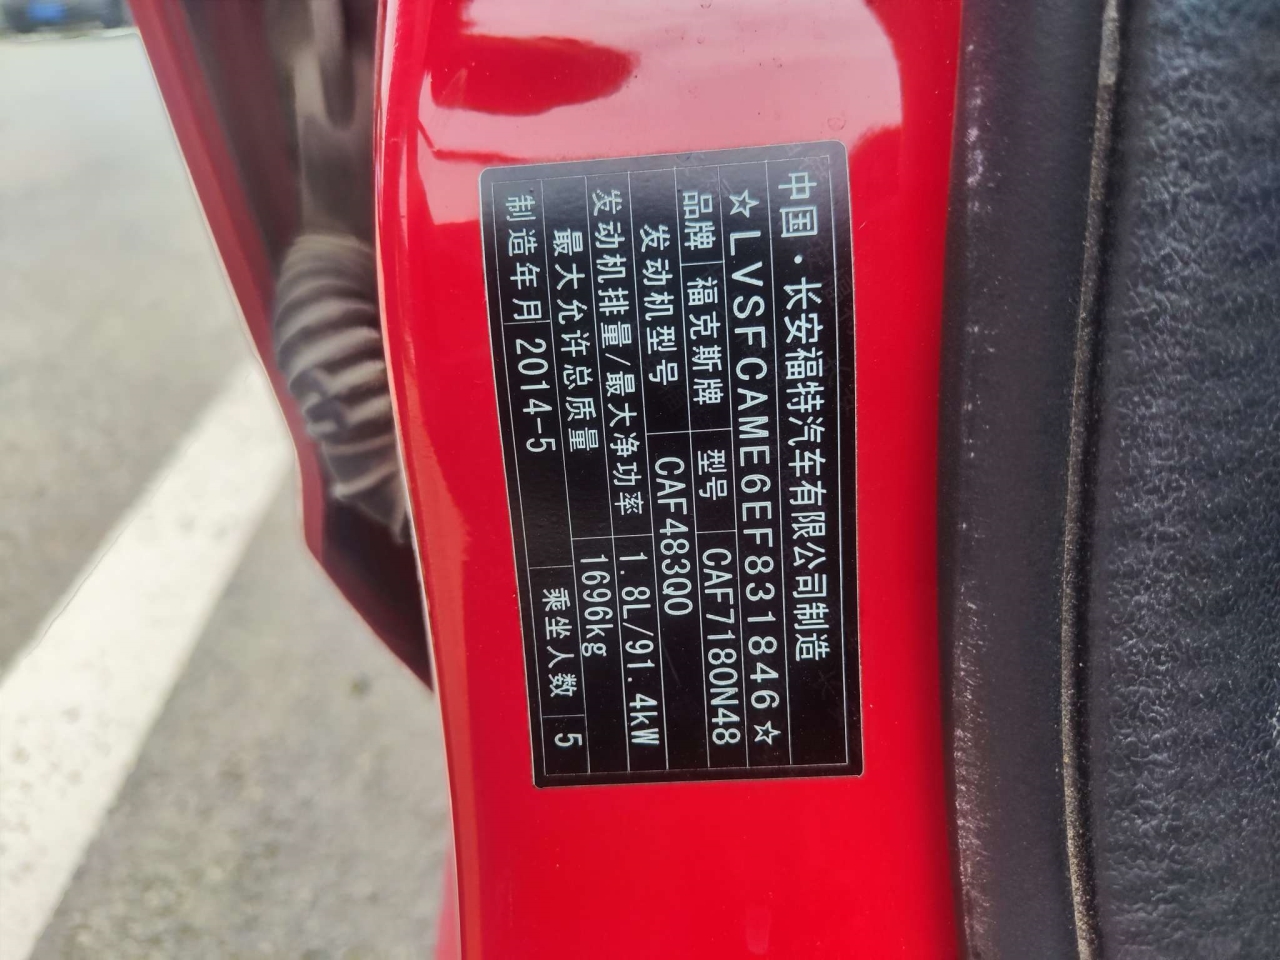 中国·长安福特汽车有限公司制造
☆LVSFCAME6EF831846☆
品牌 福克斯牌 型号 CAF7180N48
发动机型号 CAF483Q0
发动机排量/最大净功率 1.8L/91.4kW
最大允许总质量 1696kg
制造年月 2014-5 乘坐人数 5